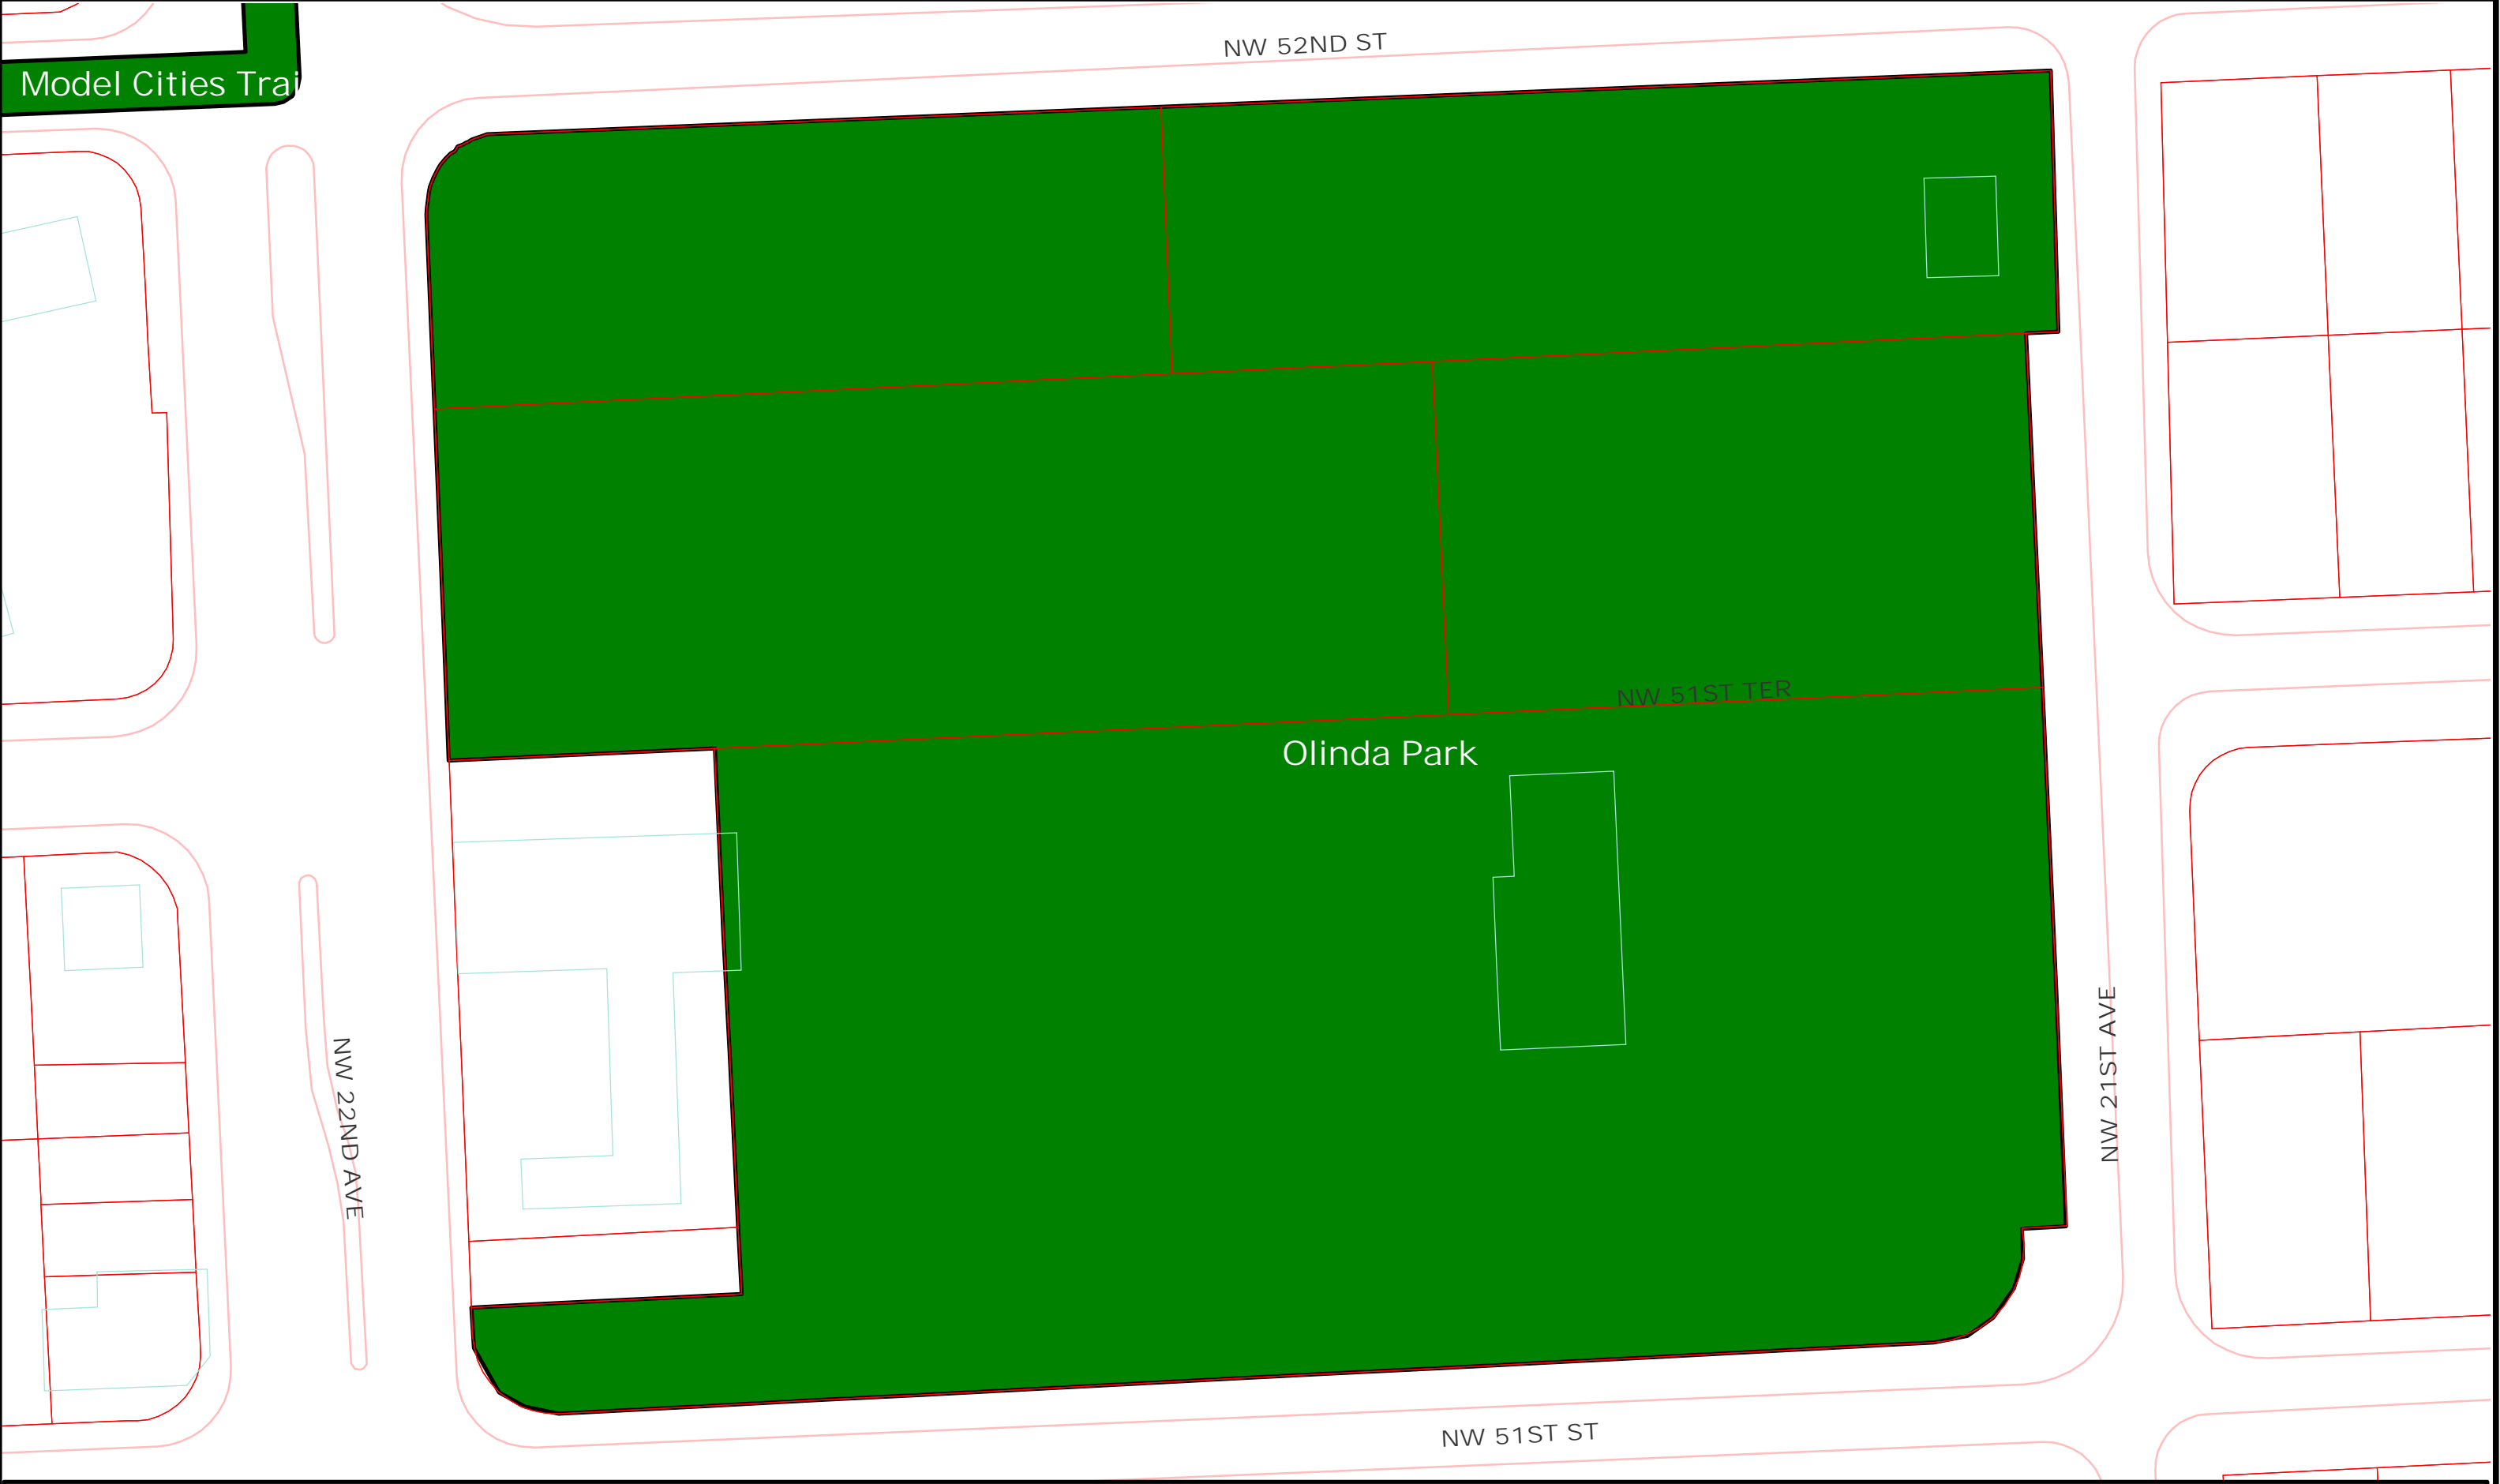 NW 52ND ST
Model Cities Trai
NW 51ST TER
Olinda Park
NW 22ND AVE
NW 21ST AVE
NW 51ST ST